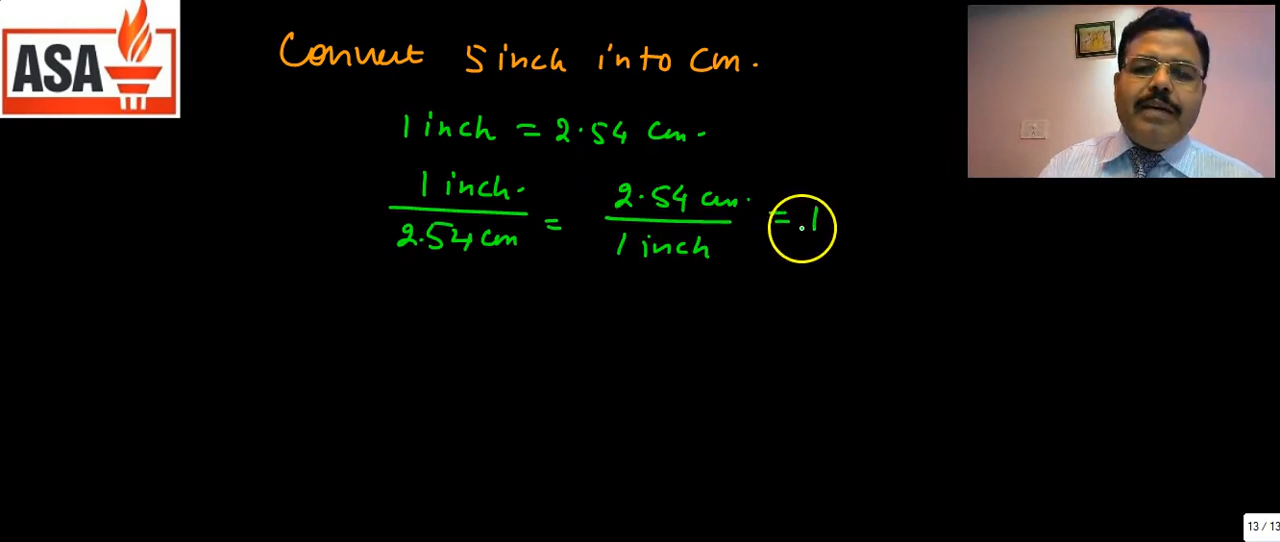 ASA
Convert 5 inch into cm.
1 inch = 2.54 cm.
1 inch. / 2.54 cm = 2.54 cm. / 1 inch = 1
13 / 13